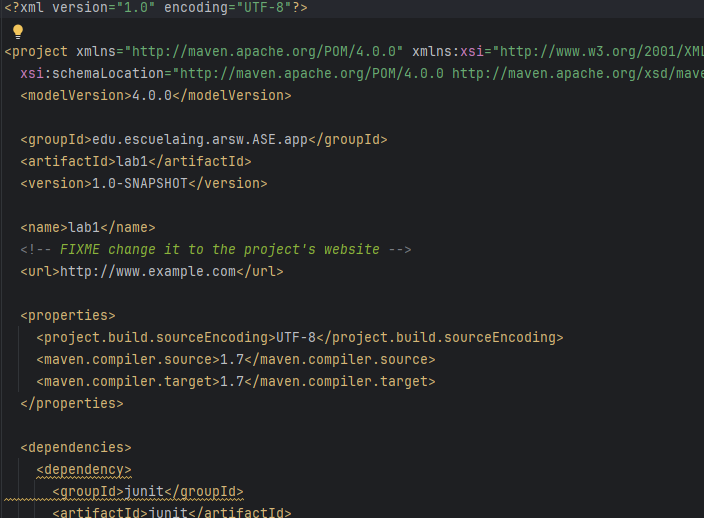 <?xml version="1.0" encoding="UTF-8"?>
<project xmlns="http://maven.apache.org/POM/4.0.0" xmlns:xsi="http://www.w3.org/2001/XML
xsi:schemaLocation="http://maven.apache.org/POM/4.0.0 http://maven.apache.org/xsd/mave
<modelVersion>4.0.0</modelVersion>
<groupId>edu.escuelaing.arsw.ASE.app</groupId>
<artifactId>lab1</artifactId>
<version>1.0-SNAPSHOT</version>
<name>lab1</name>
<!-- FIXME change it to the project's website -->
<url>http://www.example.com</url>
<properties>
<project.build.sourceEncoding>UTF-8</project.build.sourceEncoding>
<maven.compiler.source>1.7</maven.compiler.source>
<maven.compiler.target>1.7</maven.compiler.target>
</properties>
<dependencies>
<dependency>
<groupId>junit</groupId>
<artifactId>junit</artifactId>